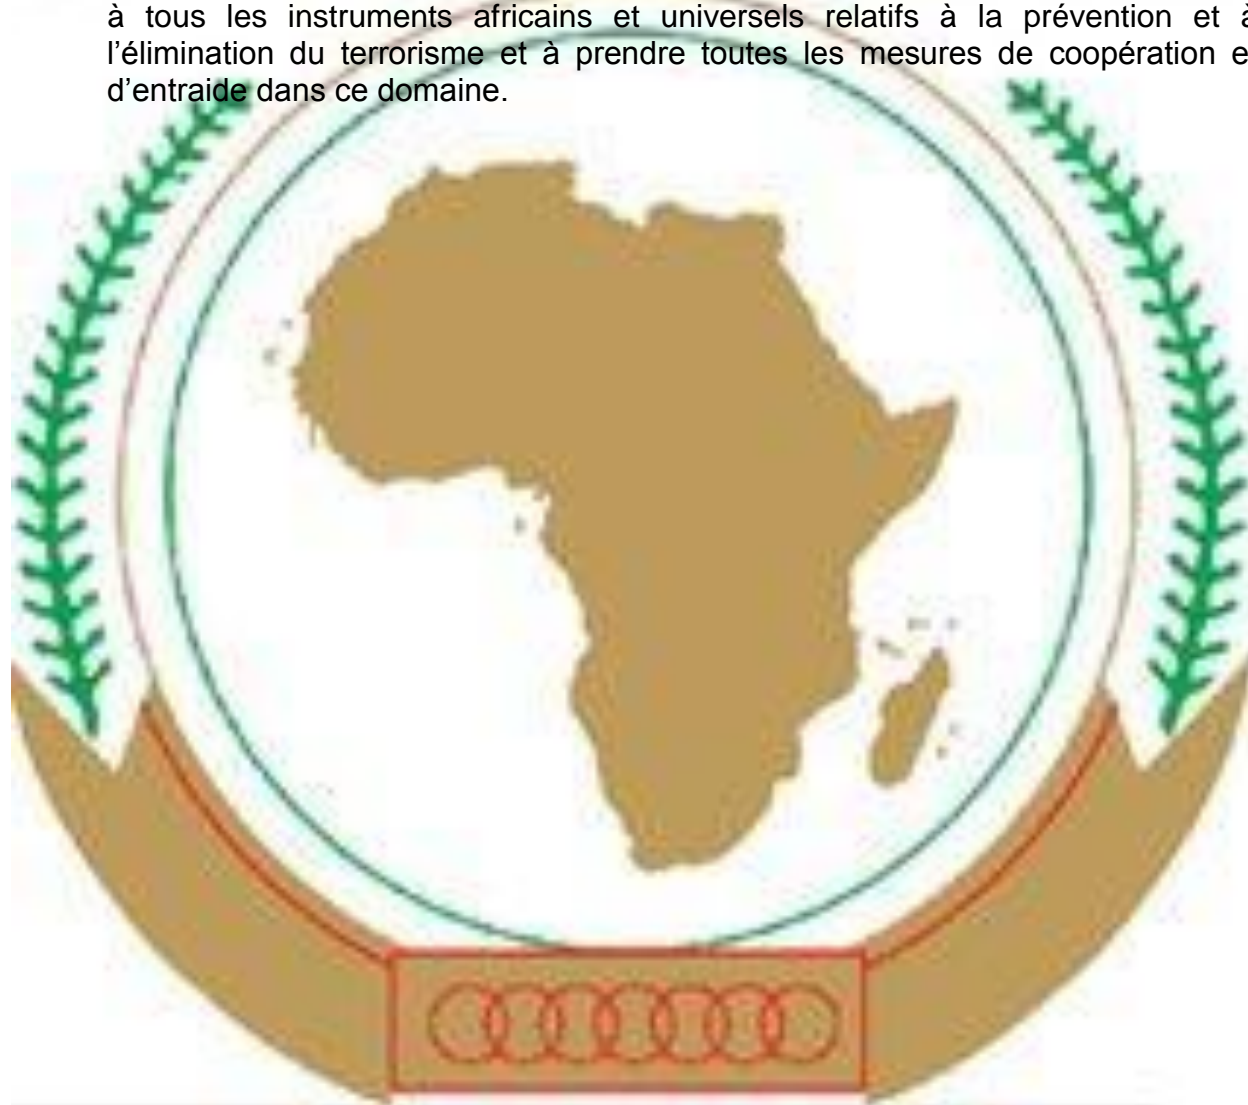 à tous les instruments africains et universels relatifs à la prévention et à
l’élimination du terrorisme et à prendre toutes les mesures de coopération e
d’entraide dans ce domaine.